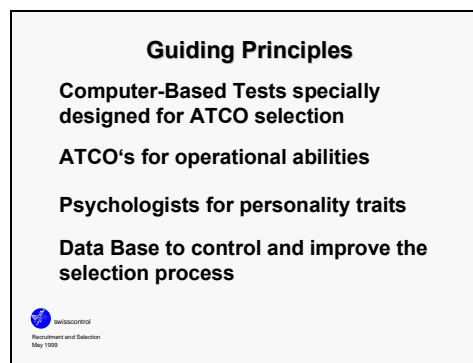 Guiding Principles
Computer-Based Tests specially
designed for ATCO selection
ATCO‘s for operational abilities
Psychologists for personality traits
Data Base to control and improve the
selection process
swisscontrol
Recruitment and Selection
May 1999